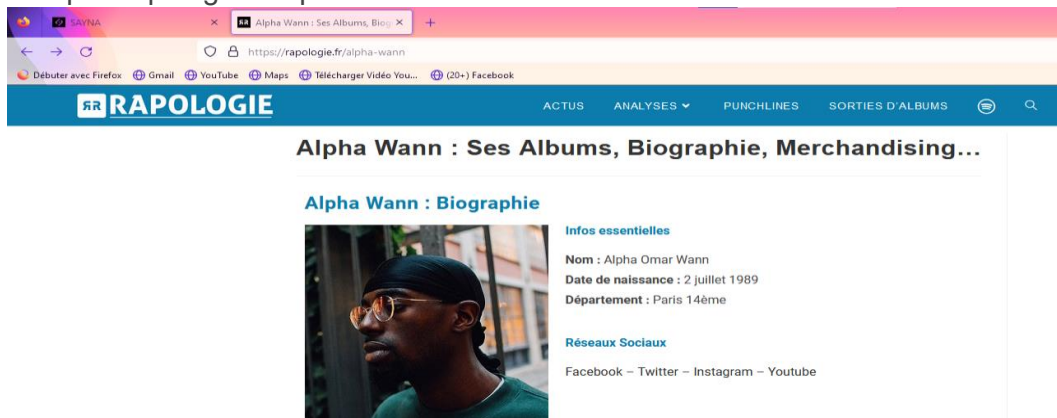 SAYNA
Alpha Wann : Ses Albums, Biog
https://rapologie.fr/alpha-wann
Débuter avec Firefox Gmail YouTube Maps Télécharger Vidéo You... (20+) Facebook
RR RAPOLOGIE ACTUS ANALYSES PUNCHLINES SORTIES D'ALBUMS
Alpha Wann : Ses Albums, Biographie, Merchandising...
Alpha Wann : Biographie
Infos essentielles
Nom : Alpha Omar Wann
Date de naissance : 2 juillet 1989
Département : Paris 14ème
Réseaux Sociaux
Facebook – Twitter – Instagram – Youtube